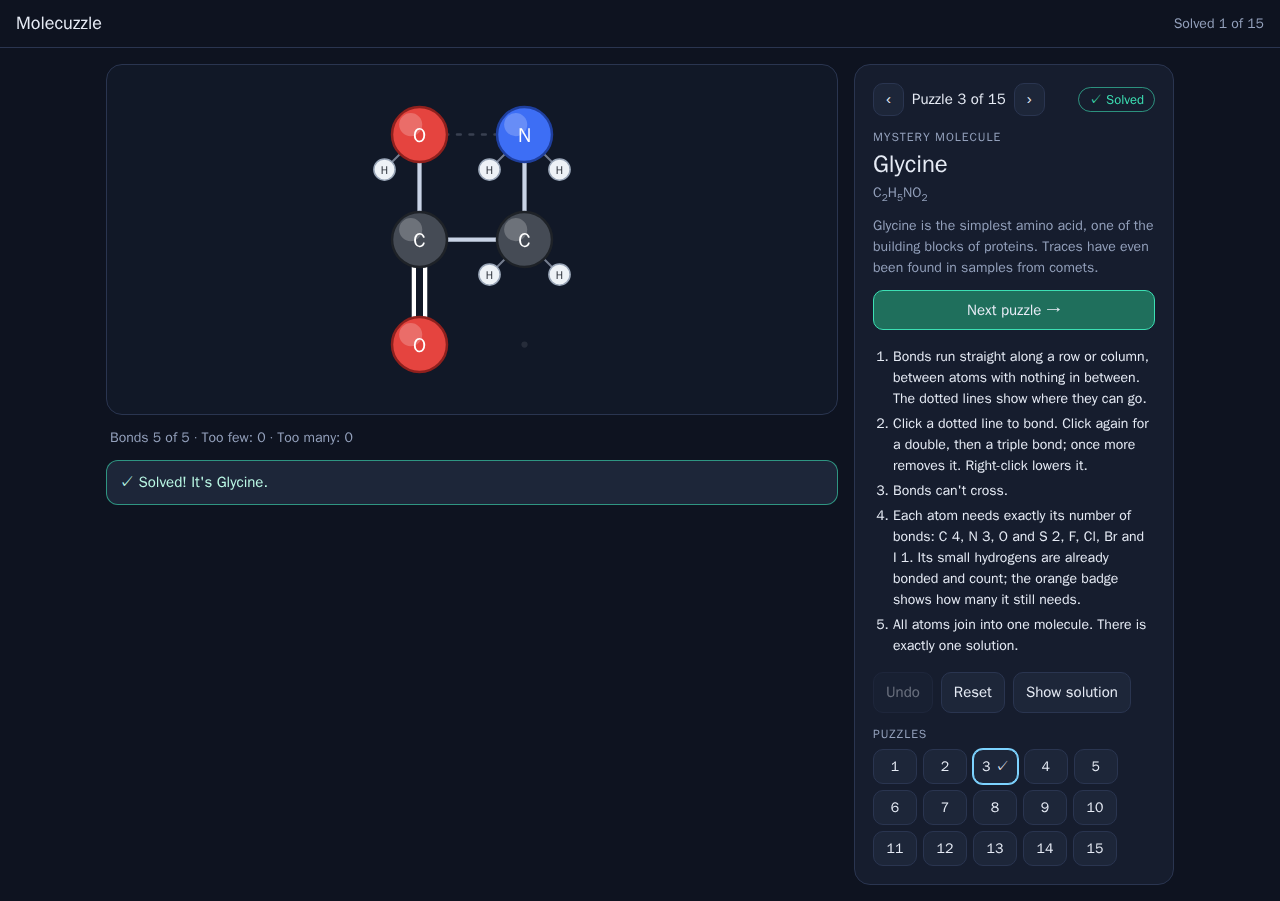 Molecuzzle
Solved 1 of 15
O
N
H
H
H
C
C
H
H
O
Bonds 5 of 5 · Too few: 0 · Too many: 0
✓ Solved! It's Glycine.
‹ Puzzle 3 of 15 ›
✓ Solved
MYSTERY MOLECULE
Glycine
C₂H₅NO₂
Glycine is the simplest amino acid, one of the
building blocks of proteins. Traces have even
been found in samples from comets.
Next puzzle →
1. Bonds run straight along a row or column,
between atoms with nothing in between.
The dotted lines show where they can go.
2. Click a dotted line to bond. Click again for
a double, then a triple bond; once more
removes it. Right-click lowers it.
3. Bonds can't cross.
4. Each atom needs exactly its number of
bonds: C 4, N 3, O and S 2, F, Cl, Br and
I 1. Its small hydrogens are already
bonded and count; the orange badge
shows how many it still needs.
5. All atoms join into one molecule. There is
exactly one solution.
Undo Reset Show solution
PUZZLES
1 2 3 ✓ 4 5
6 7 8 9 10
11 12 13 14 15